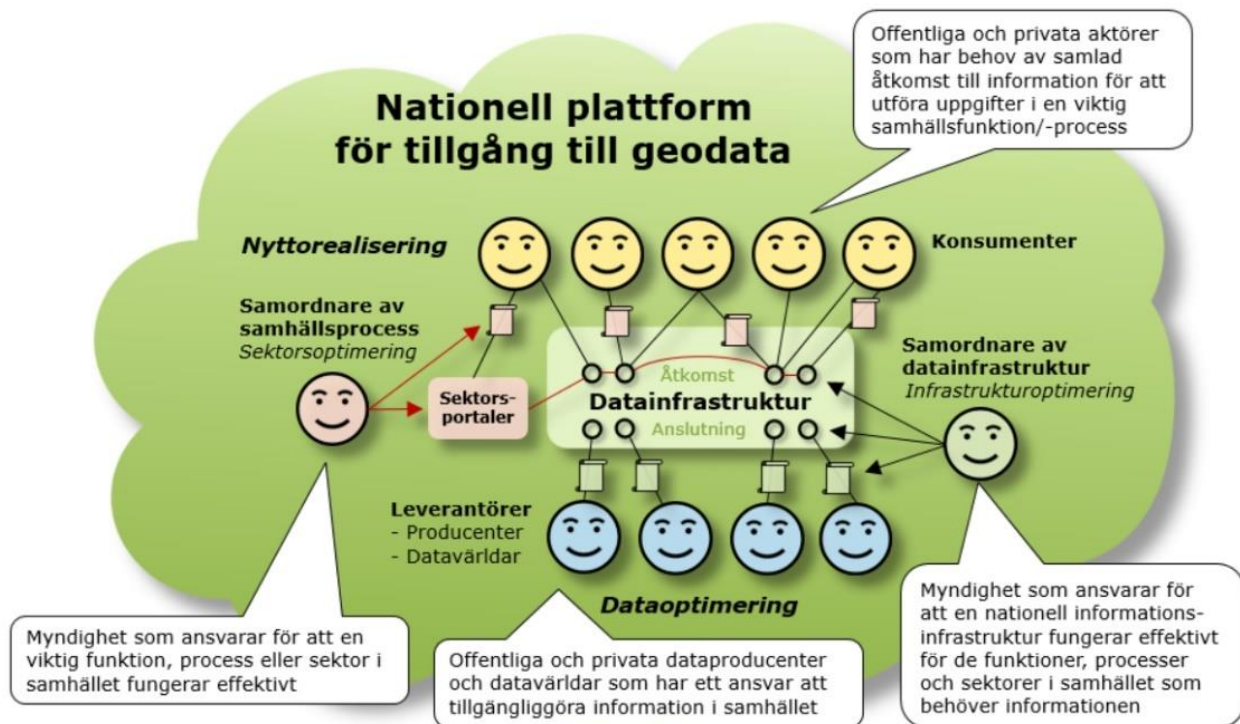 Offentliga och privata aktörer
som har behov av samlad
åtkomst till information för att
utföra uppgifter i en viktig
samhällsfunktion/-process
Nationell plattform
för tillgång till geodata
Nyttorealisering
Konsumenter
Samordnare av
samhällsprocess
Sektorsoptimering
Samordnare av
datainfrastruktur
Infrastrukturoptimering
Sektors-
portaler
Åtkomst
Datainfrastruktur
Anslutning
Leverantörer
- Producenter
- Datavärldar
Dataoptimering
Myndighet som ansvarar för att en
viktig funktion, process eller sektor i
samhället fungerar effektivt
Offentliga och privata dataproducenter
och datavärldar som har ett ansvar att
tillgängliggöra information i samhället
Myndighet som ansvarar för
att en nationell informations-
infrastruktur fungerar effektivt
för de funktioner, processer
och sektorer i samhället som
behöver informationen